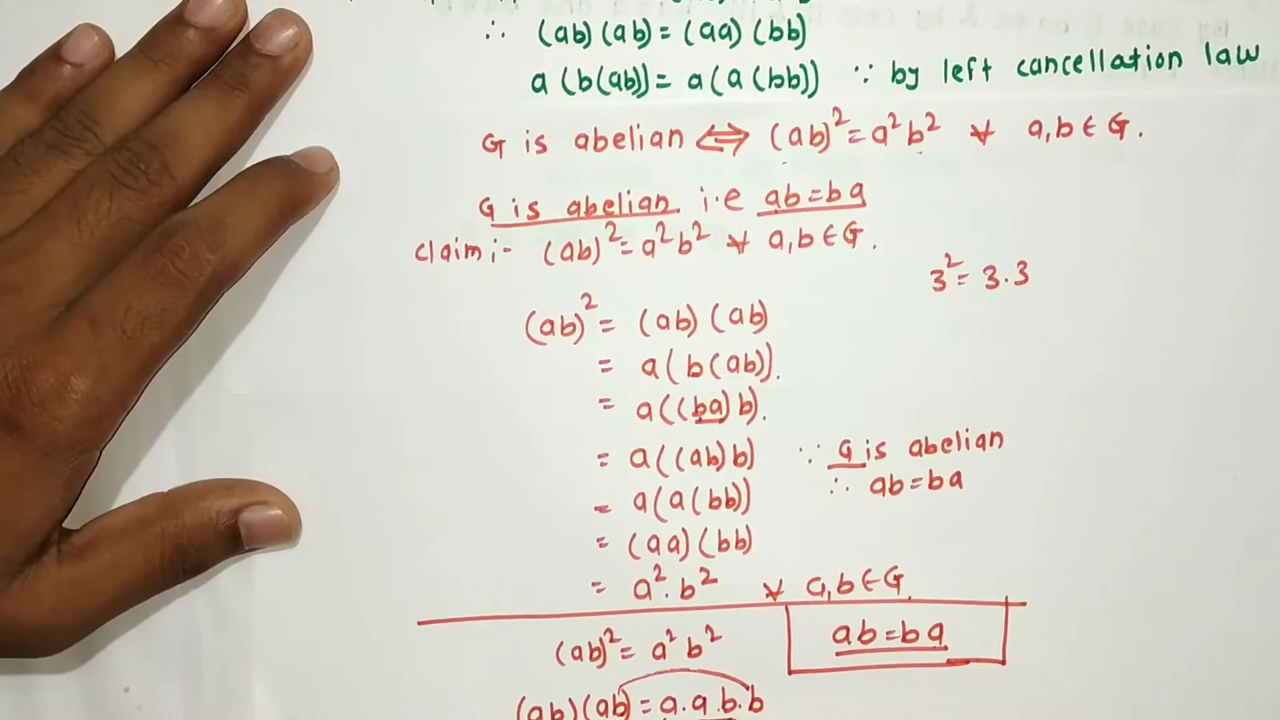 ∴ (ab)(ab) = (aa)(bb)
a(b(ab)) = a(a(bb)) ∵ by left cancellation law
G is abelian ⇔ (ab)² = a²b² ∀ a,b ∈ G.
G is abelian i.e ab=ba
claim:- (ab)² = a²b² ∀ a,b ∈ G.
3² = 3.3
(ab)² = (ab)(ab)
= a(b(ab)).
= a((ba)b).
= a((ab)b) ∵ G is abelian
∴ ab=ba
= a(a(bb))
= (aa)(bb)
= a².b² ∀ a,b ∈ G.
(ab)² = a²b² ab=ba
(ab)(ab) = a.a.b.b